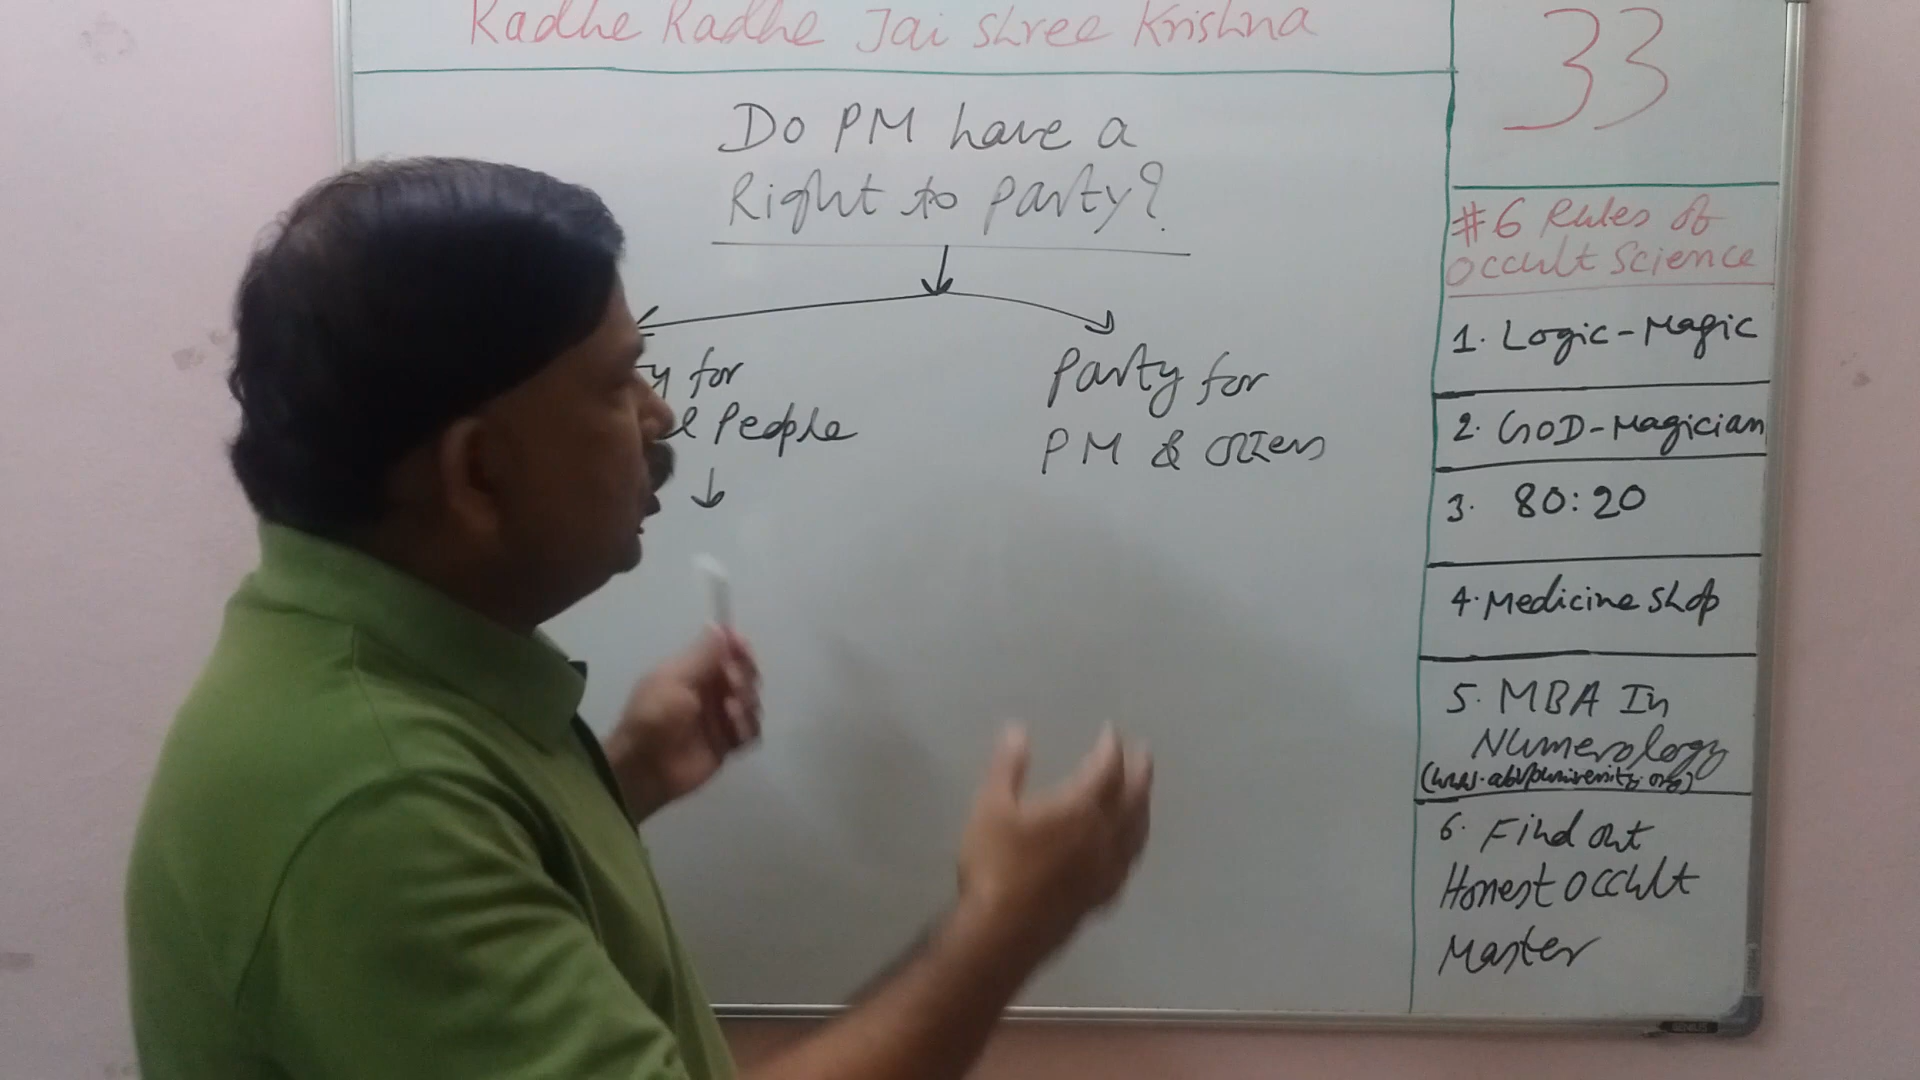 Radhe Radhe Jai Shree Krishna
33
Do PM have a
Right to Party?
y for
l People
Party for
PM & others
#6 Rules of
Occult Science
1. Logic-Magic
2. GOD-Magician
3. 80:20
4. Medicine Shop
5. MBA In
Numerology
6. Find out
Honest Occult
Master